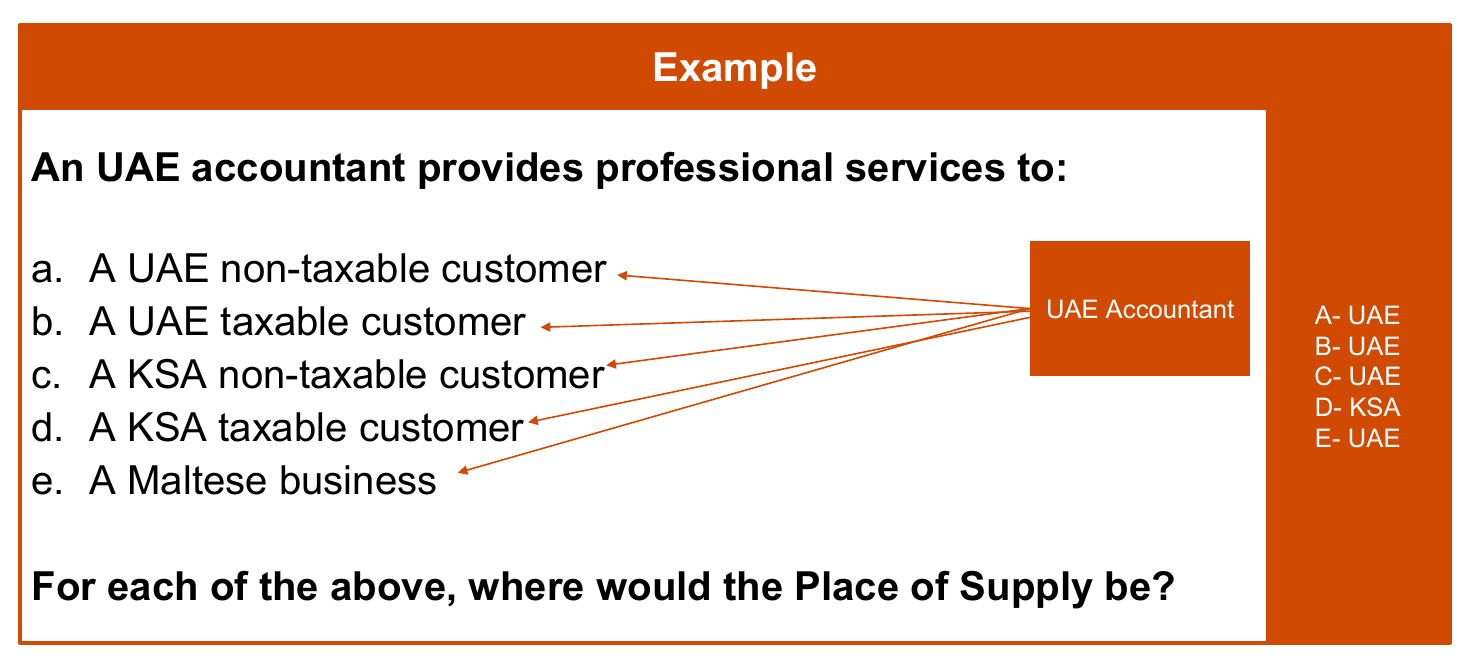 Example
An UAE accountant provides professional services to:
a. A UAE non-taxable customer
b. A UAE taxable customer
c. A KSA non-taxable customer
d. A KSA taxable customer
e. A Maltese business
For each of the above, where would the Place of Supply be?
UAE Accountant
A- UAE
B- UAE
C- UAE
D- KSA
E- UAE